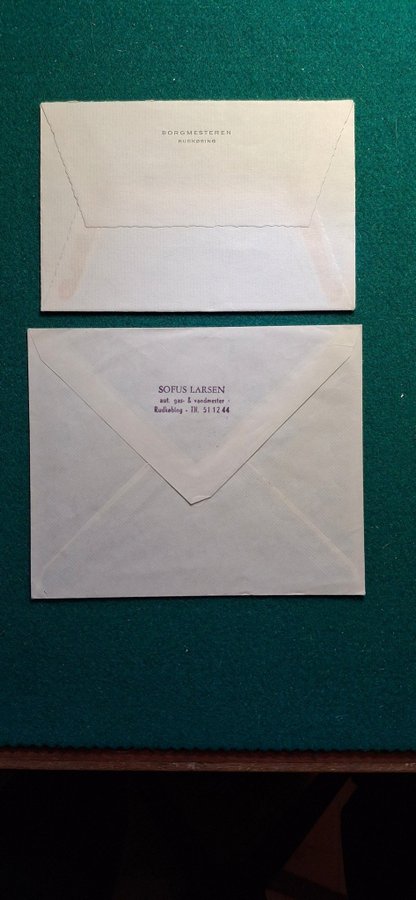 BORGMESTEREN
RUDKØBING
SOFUS LARSEN
aut. gas- & vandmester -
Rudkøbing - Tlf. 51 12 44